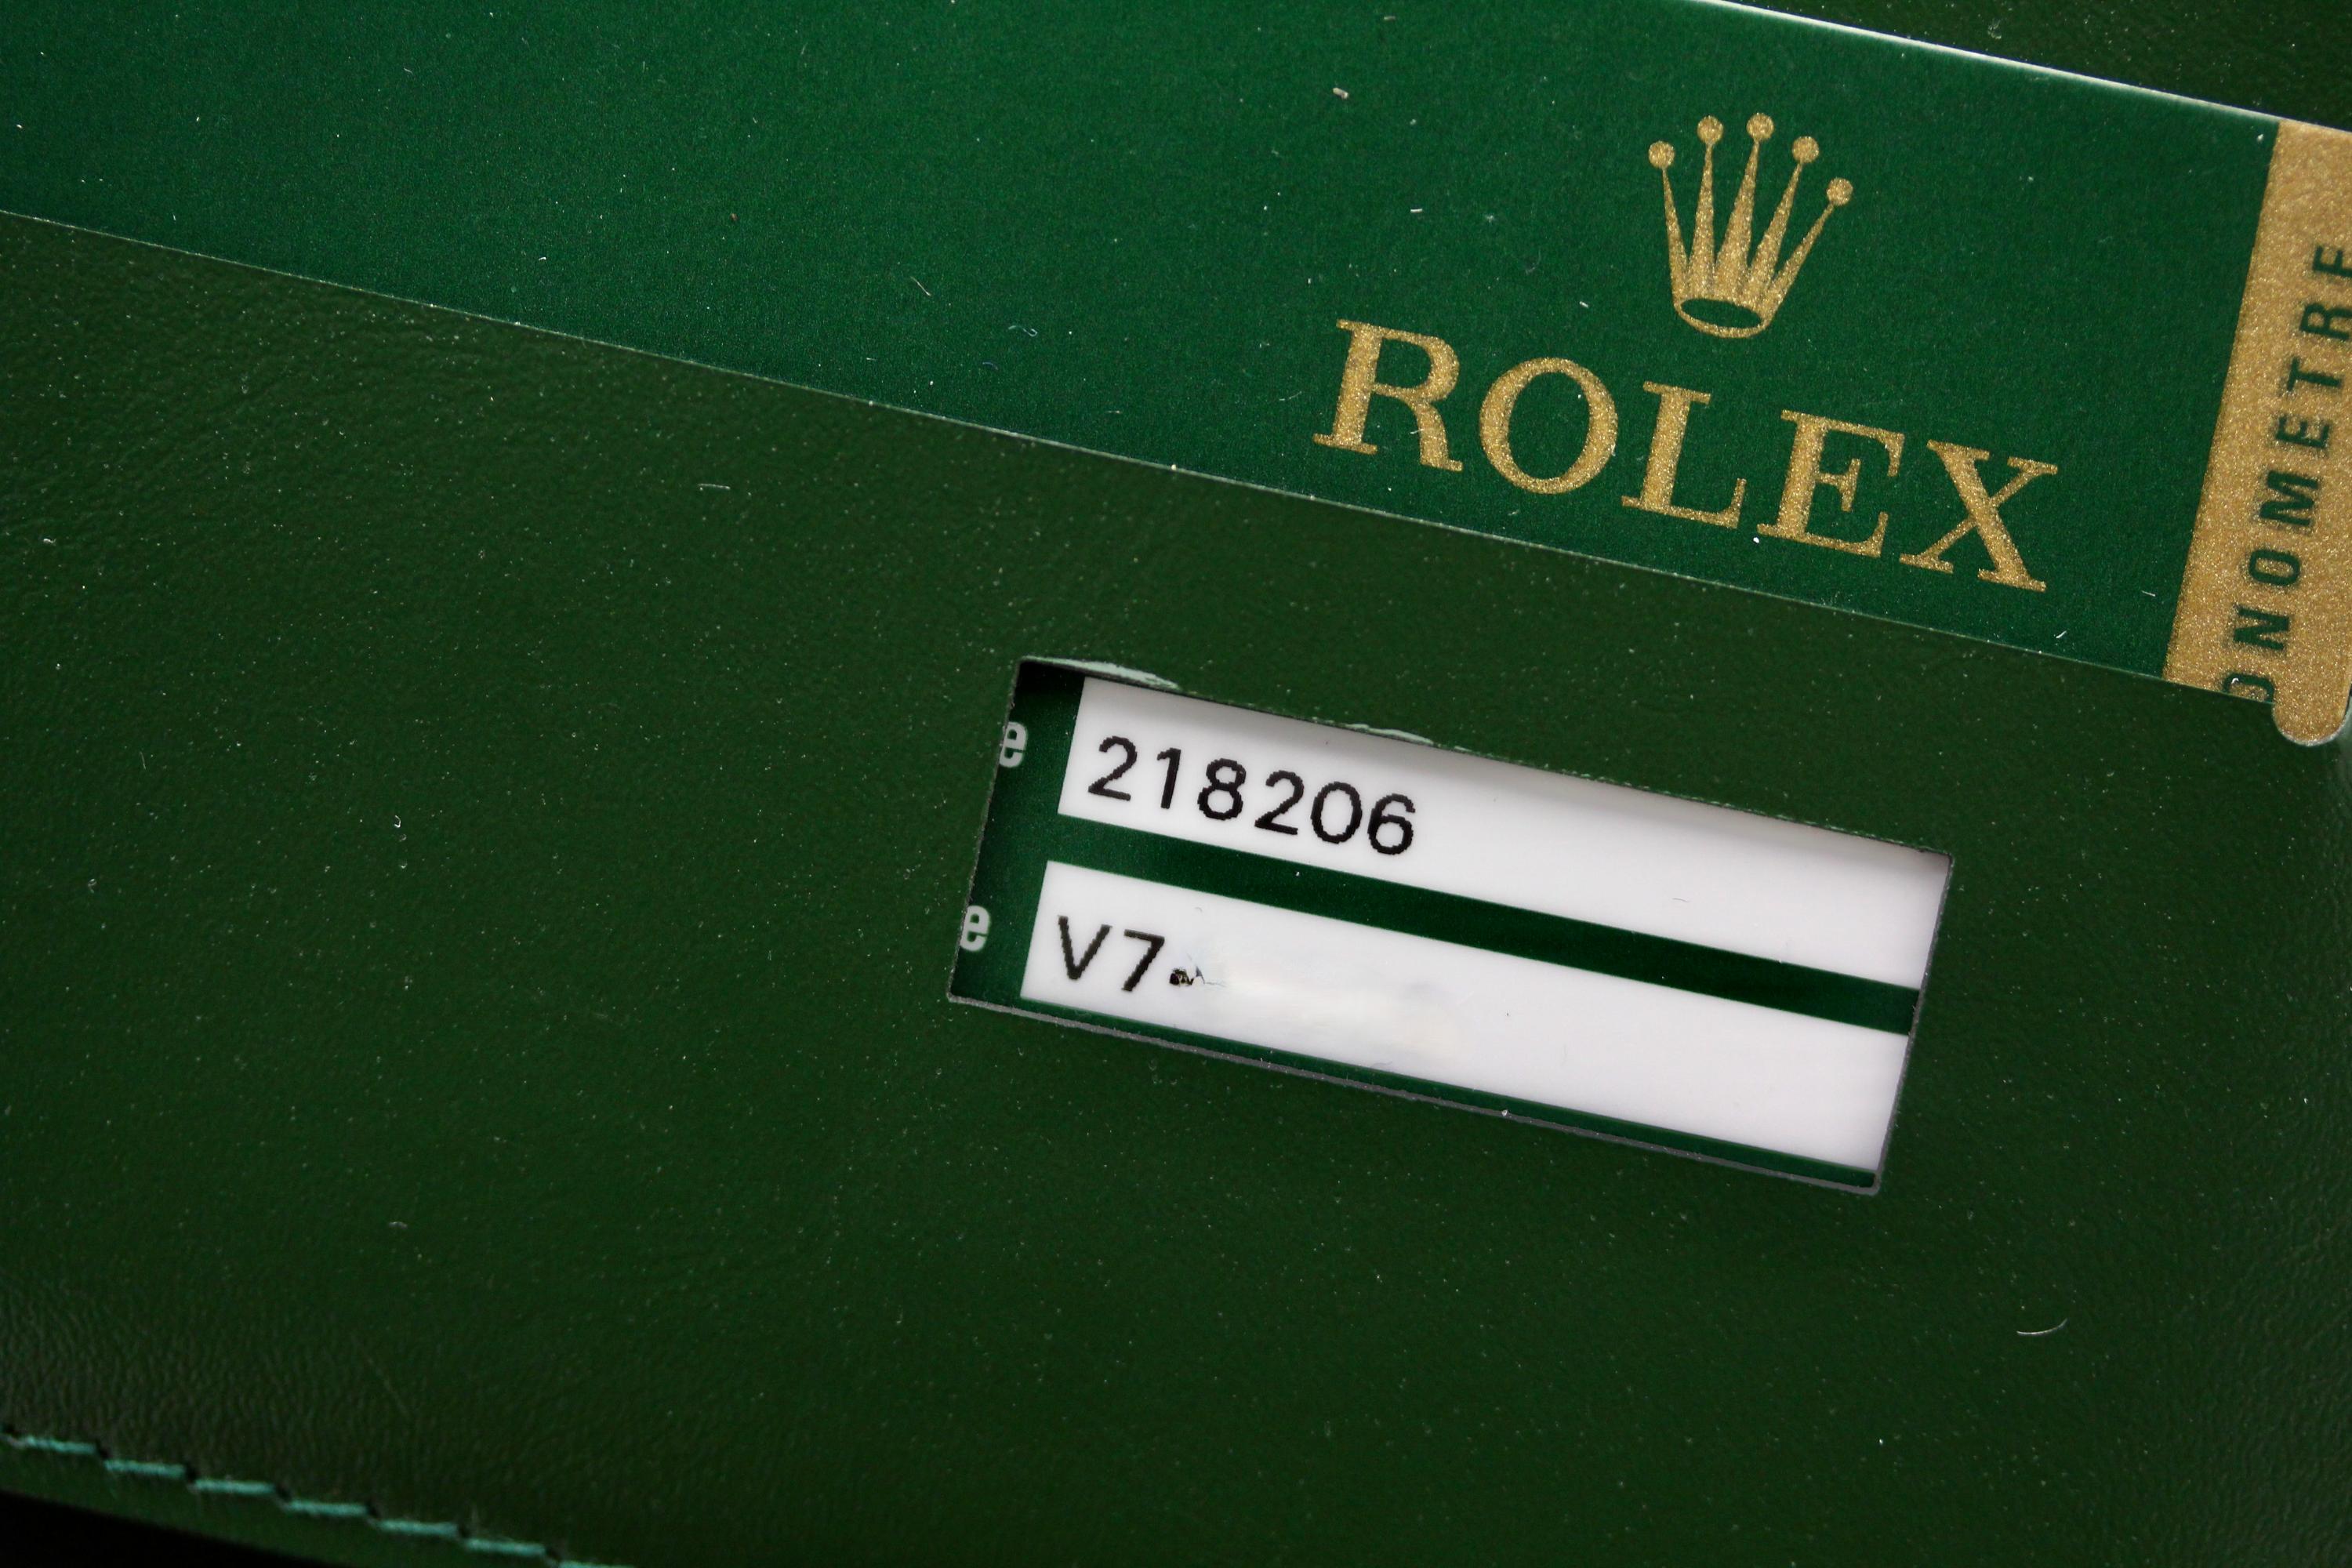 ROLEX
ONOMETRE
e 218206
e V7